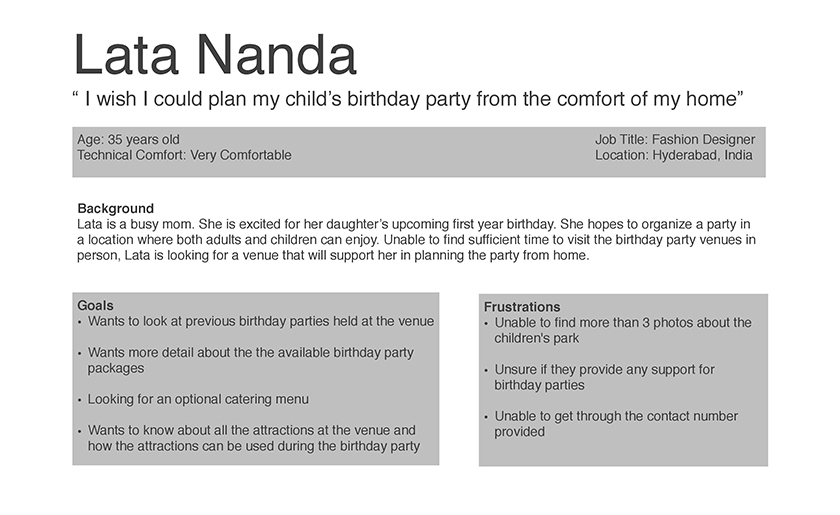 Lata Nanda
“ I wish I could plan my child’s birthday party from the comfort of my home”
Age: 35 years old
Technical Comfort: Very Comfortable
Job Title: Fashion Designer
Location: Hyderabad, India
Background
Lata is a busy mom. She is excited for her daughter’s upcoming first year birthday. She hopes to organize a party in
a location where both adults and children can enjoy. Unable to find sufficient time to visit the birthday party venues in
person, Lata is looking for a venue that will support her in planning the party from home.
Goals
• Wants to look at previous birthday parties held at the venue
• Wants more detail about the the available birthday party
packages
• Looking for an optional catering menu
• Wants to know about all the attractions at the venue and
how the attractions can be used during the birthday party
Frustrations
• Unable to find more than 3 photos about the
children's park
• Unsure if they provide any support for
birthday parties
• Unable to get through the contact number
provided